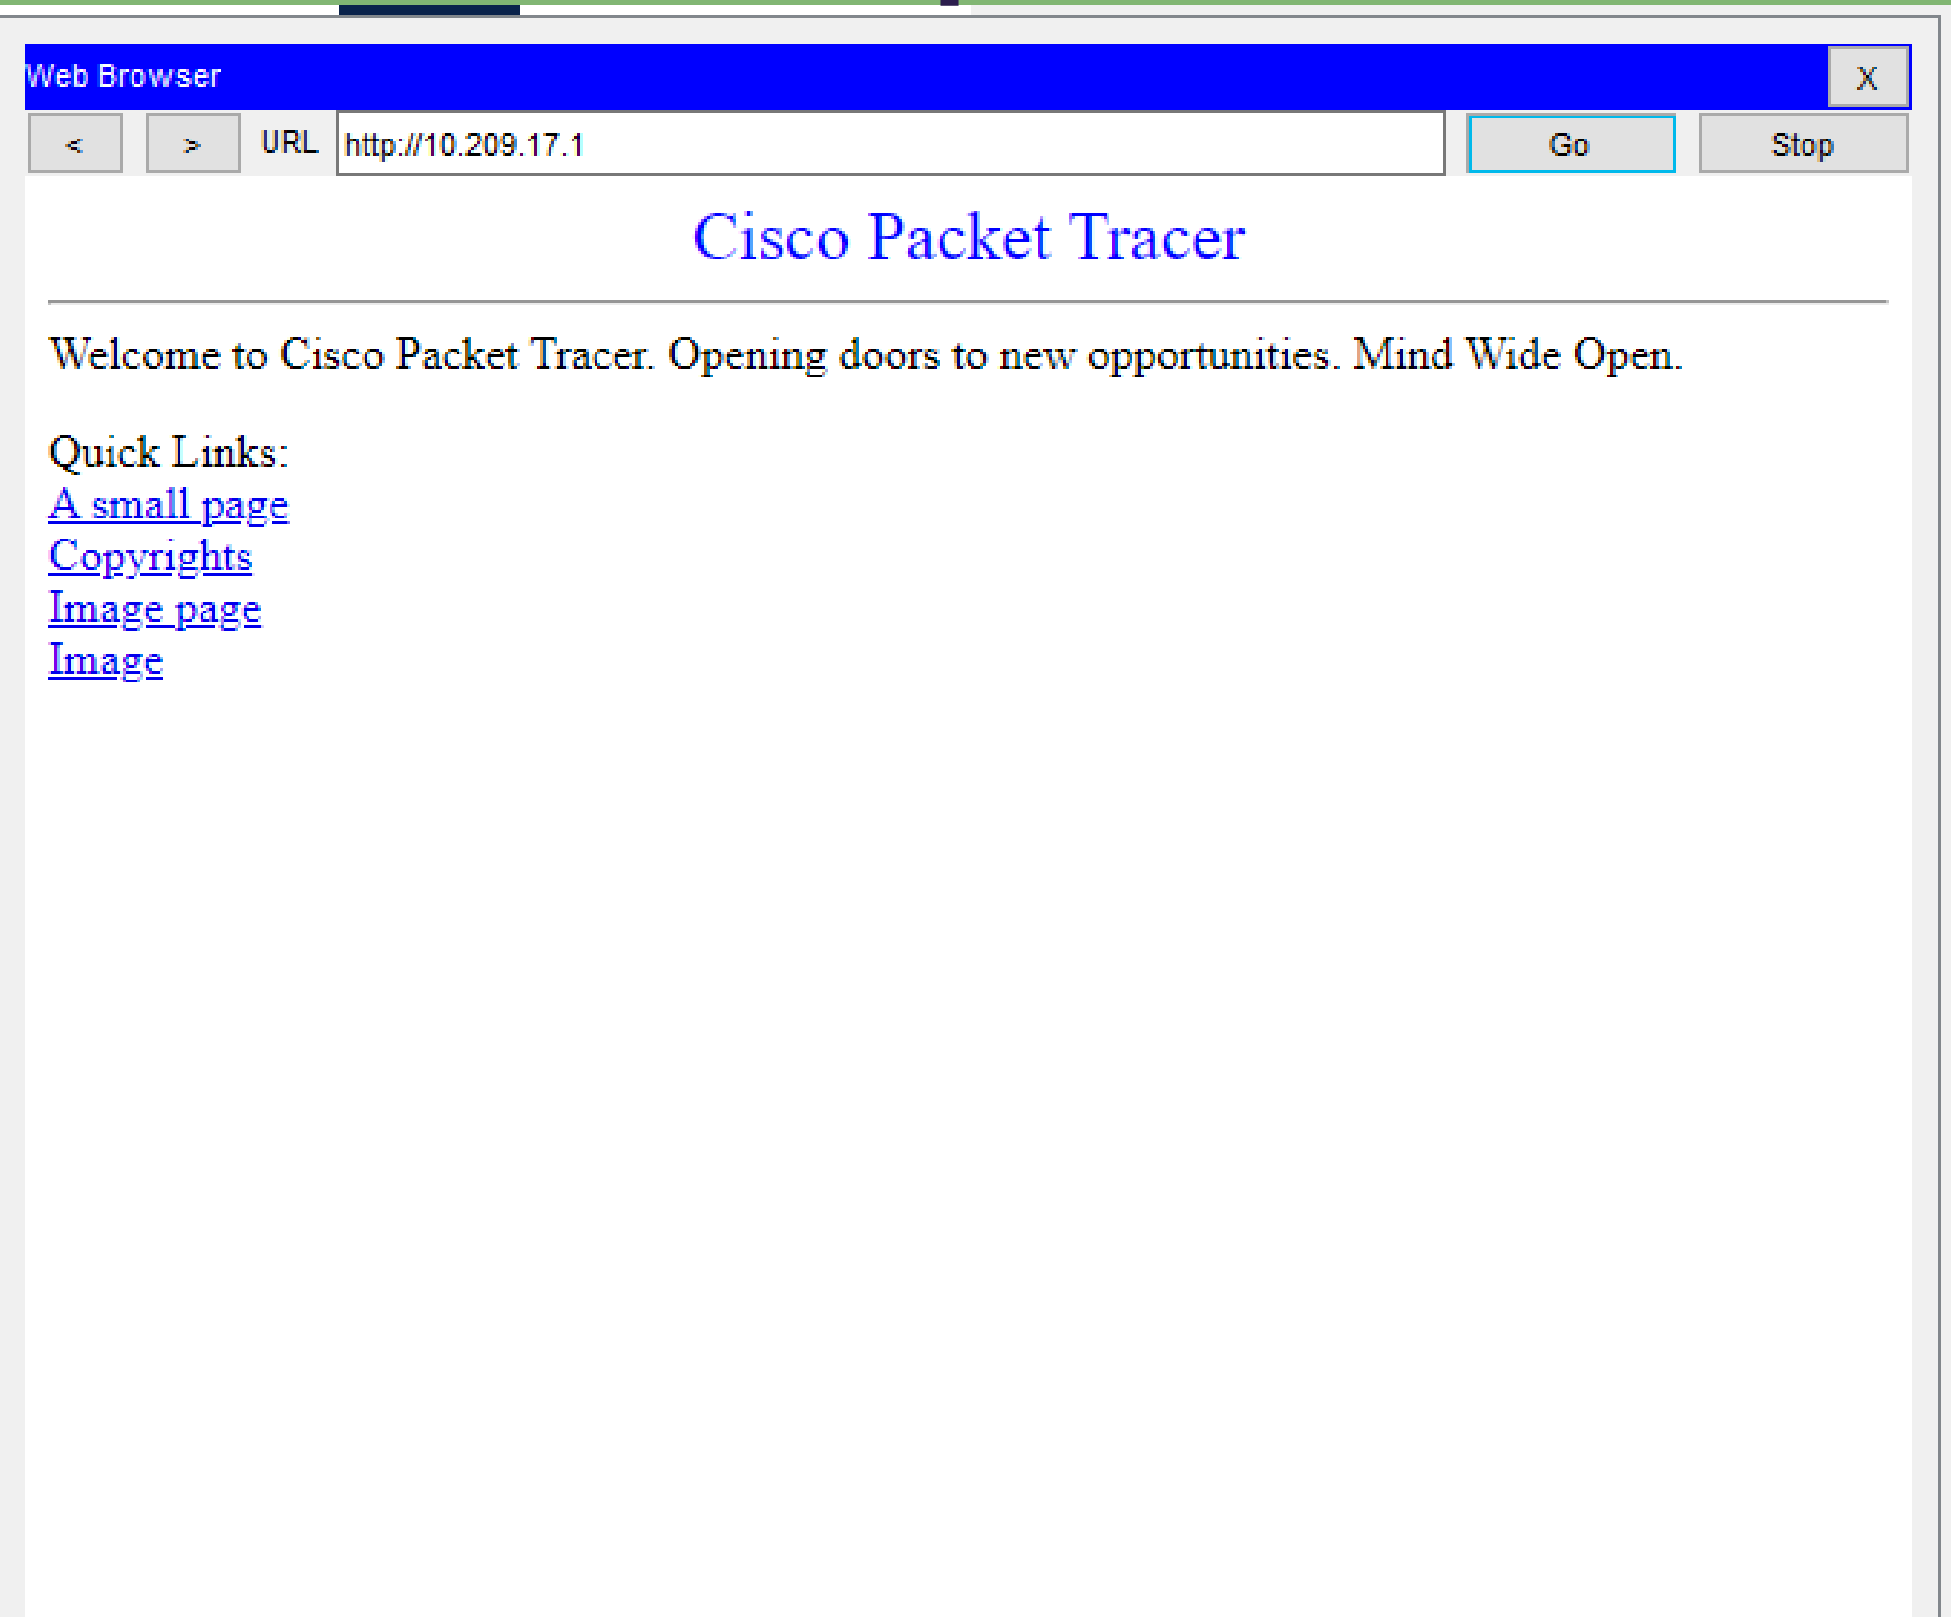 Web Browser X
< > URL http://10.209.17.1 Go Stop
Cisco Packet Tracer
Welcome to Cisco Packet Tracer. Opening doors to new opportunities. Mind Wide Open.
Quick Links:
A small page
Copyrights
Image page
Image